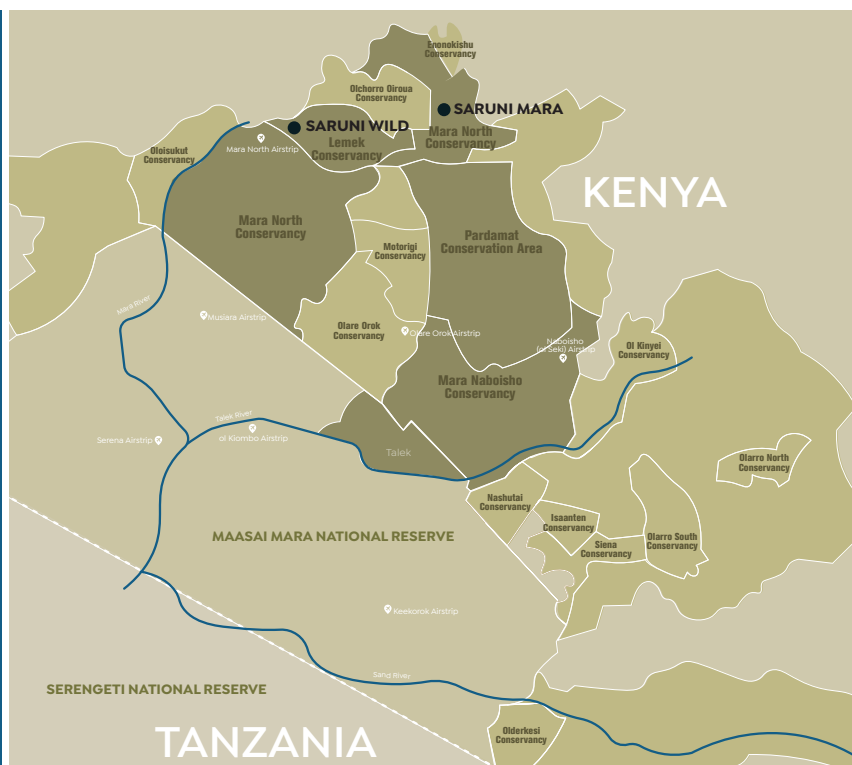 Enonokishu
Conservancy
Olchorro Oiroua
Conservancy
SARUNI MARA
SARUNI WILD
Mara North
Conservancy
Lemek
Conservancy
Mara North Airstrip
Oloisukut
Conservancy
KENYA
Mara North
Conservancy
Pardamat
Conservation Area
Motorigi
Conservancy
Mara River
Musiara Airstrip
Olare Orok
Conservancy
Olare Orok Airstrip
Naboisho
(ol Seki) Airstrip
Ol Kinyei
Conservancy
Mara Naboisho
Conservancy
Talek River
Serena Airstrip
ol Kiombo Airstrip
Talek
Olarro North
Conservancy
Nashutai
Conservancy
Isaanten
Conservancy
Siena
Conservancy
Olarro South
Conservancy
MAASAI MARA NATIONAL RESERVE
Keekorok Airstrip
Sand River
SERENGETI NATIONAL RESERVE
TANZANIA
Olderkesi
Conservancy